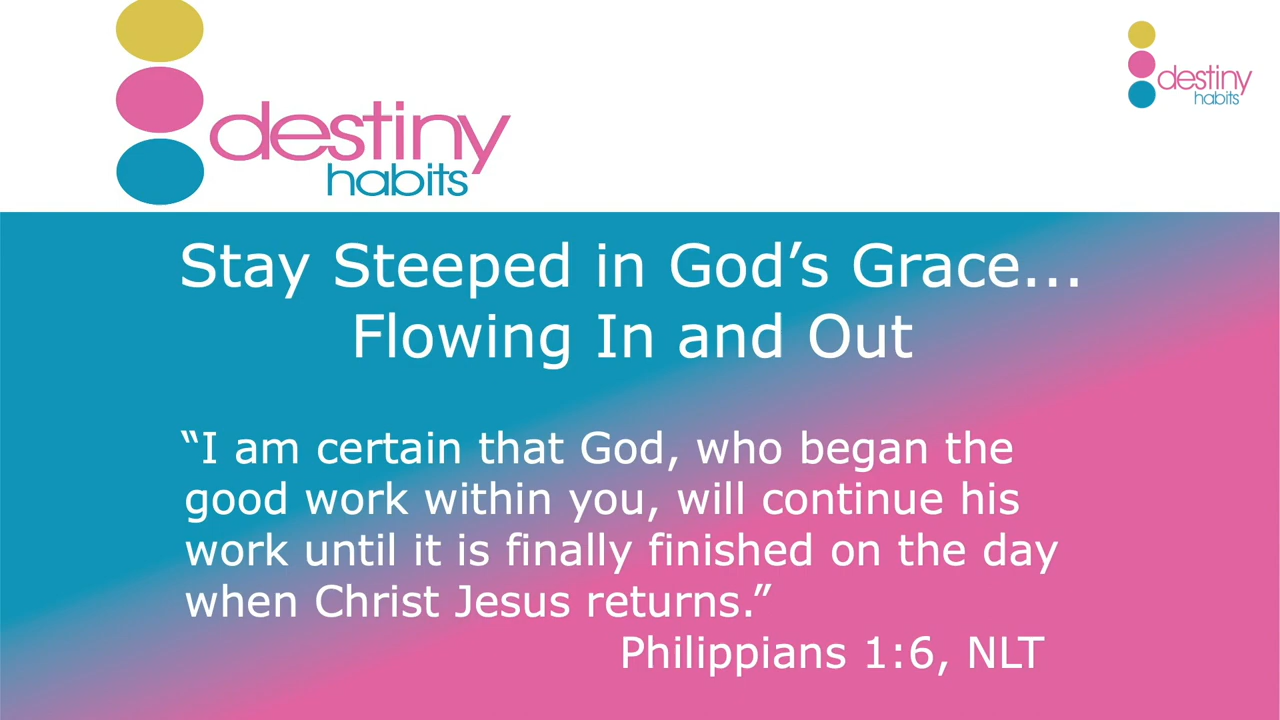 destiny
habits
destiny
habits
Stay Steeped in God’s Grace...
Flowing In and Out
“I am certain that God, who began the
good work within you, will continue his
work until it is finally finished on the day
when Christ Jesus returns.”
Philippians 1:6, NLT